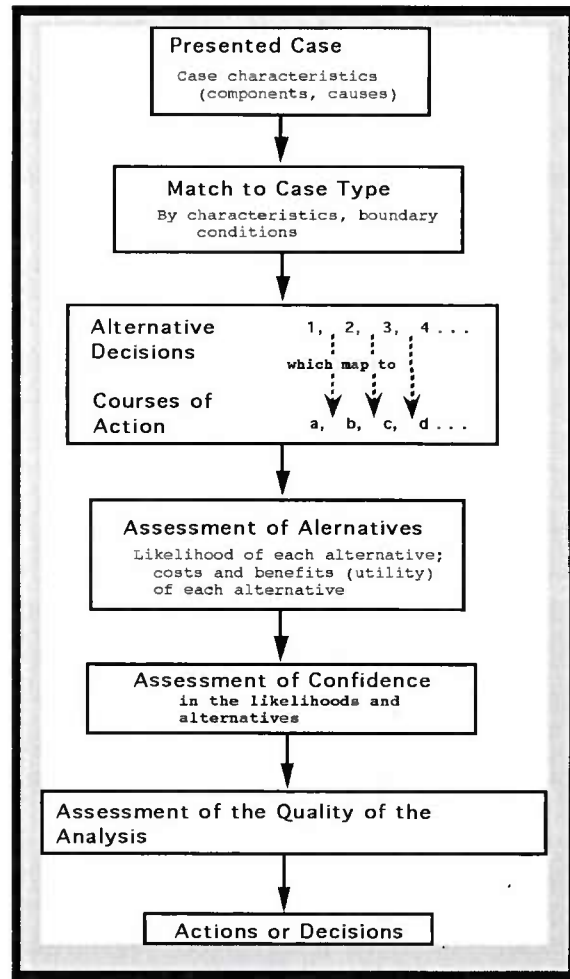 Presented Case
Case characteristics
(components, causes)
Match to Case Type
By characteristics, boundary
conditions
Alternative 1, 2, 3, 4 ...
Decisions
which map to
Courses of
Action a, b, c, d ...
Assessment of Alernatives
Likelihood of each alternative;
costs and benefits (utility)
of each alternative
Assessment of Confidence
in the likelihoods and
alternatives
Assessment of the Quality of the
Analysis
Actions or Decisions